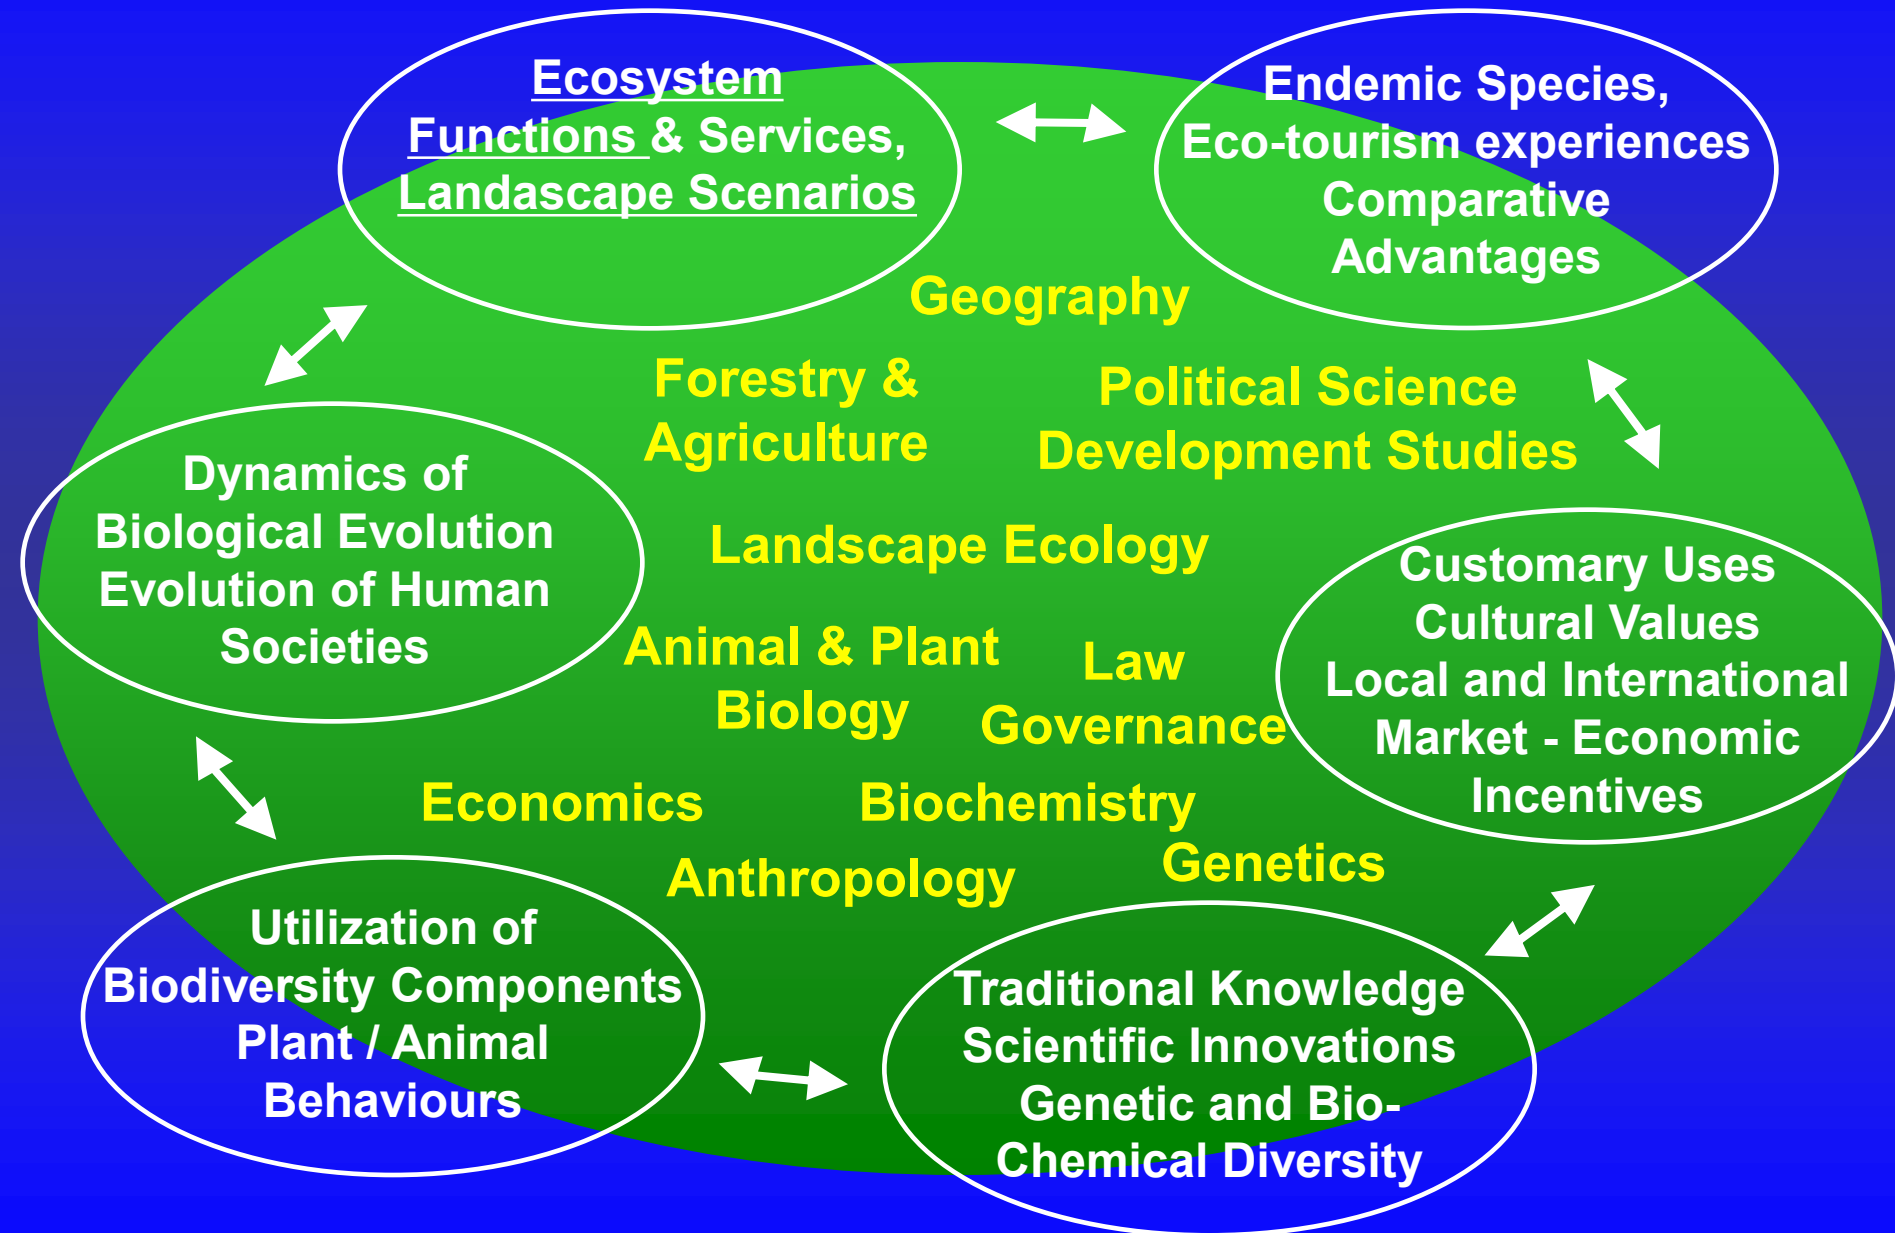 Ecosystem
Functions & Services,
Landascape Scenarios
Endemic Species,
Eco-tourism experiences
Comparative
Advantages
Geography
Forestry &
Agriculture
Political Science
Development Studies
Dynamics of
Biological Evolution
Evolution of Human
Societies
Landscape Ecology
Customary Uses
Cultural Values
Local and International
Market - Economic
Incentives
Animal & Plant
Biology
Law
Governance
Economics
Biochemistry
Anthropology
Genetics
Utilization of
Biodiversity Components
Plant / Animal
Behaviours
Traditional Knowledge
Scientific Innovations
Genetic and Bio-
Chemical Diversity